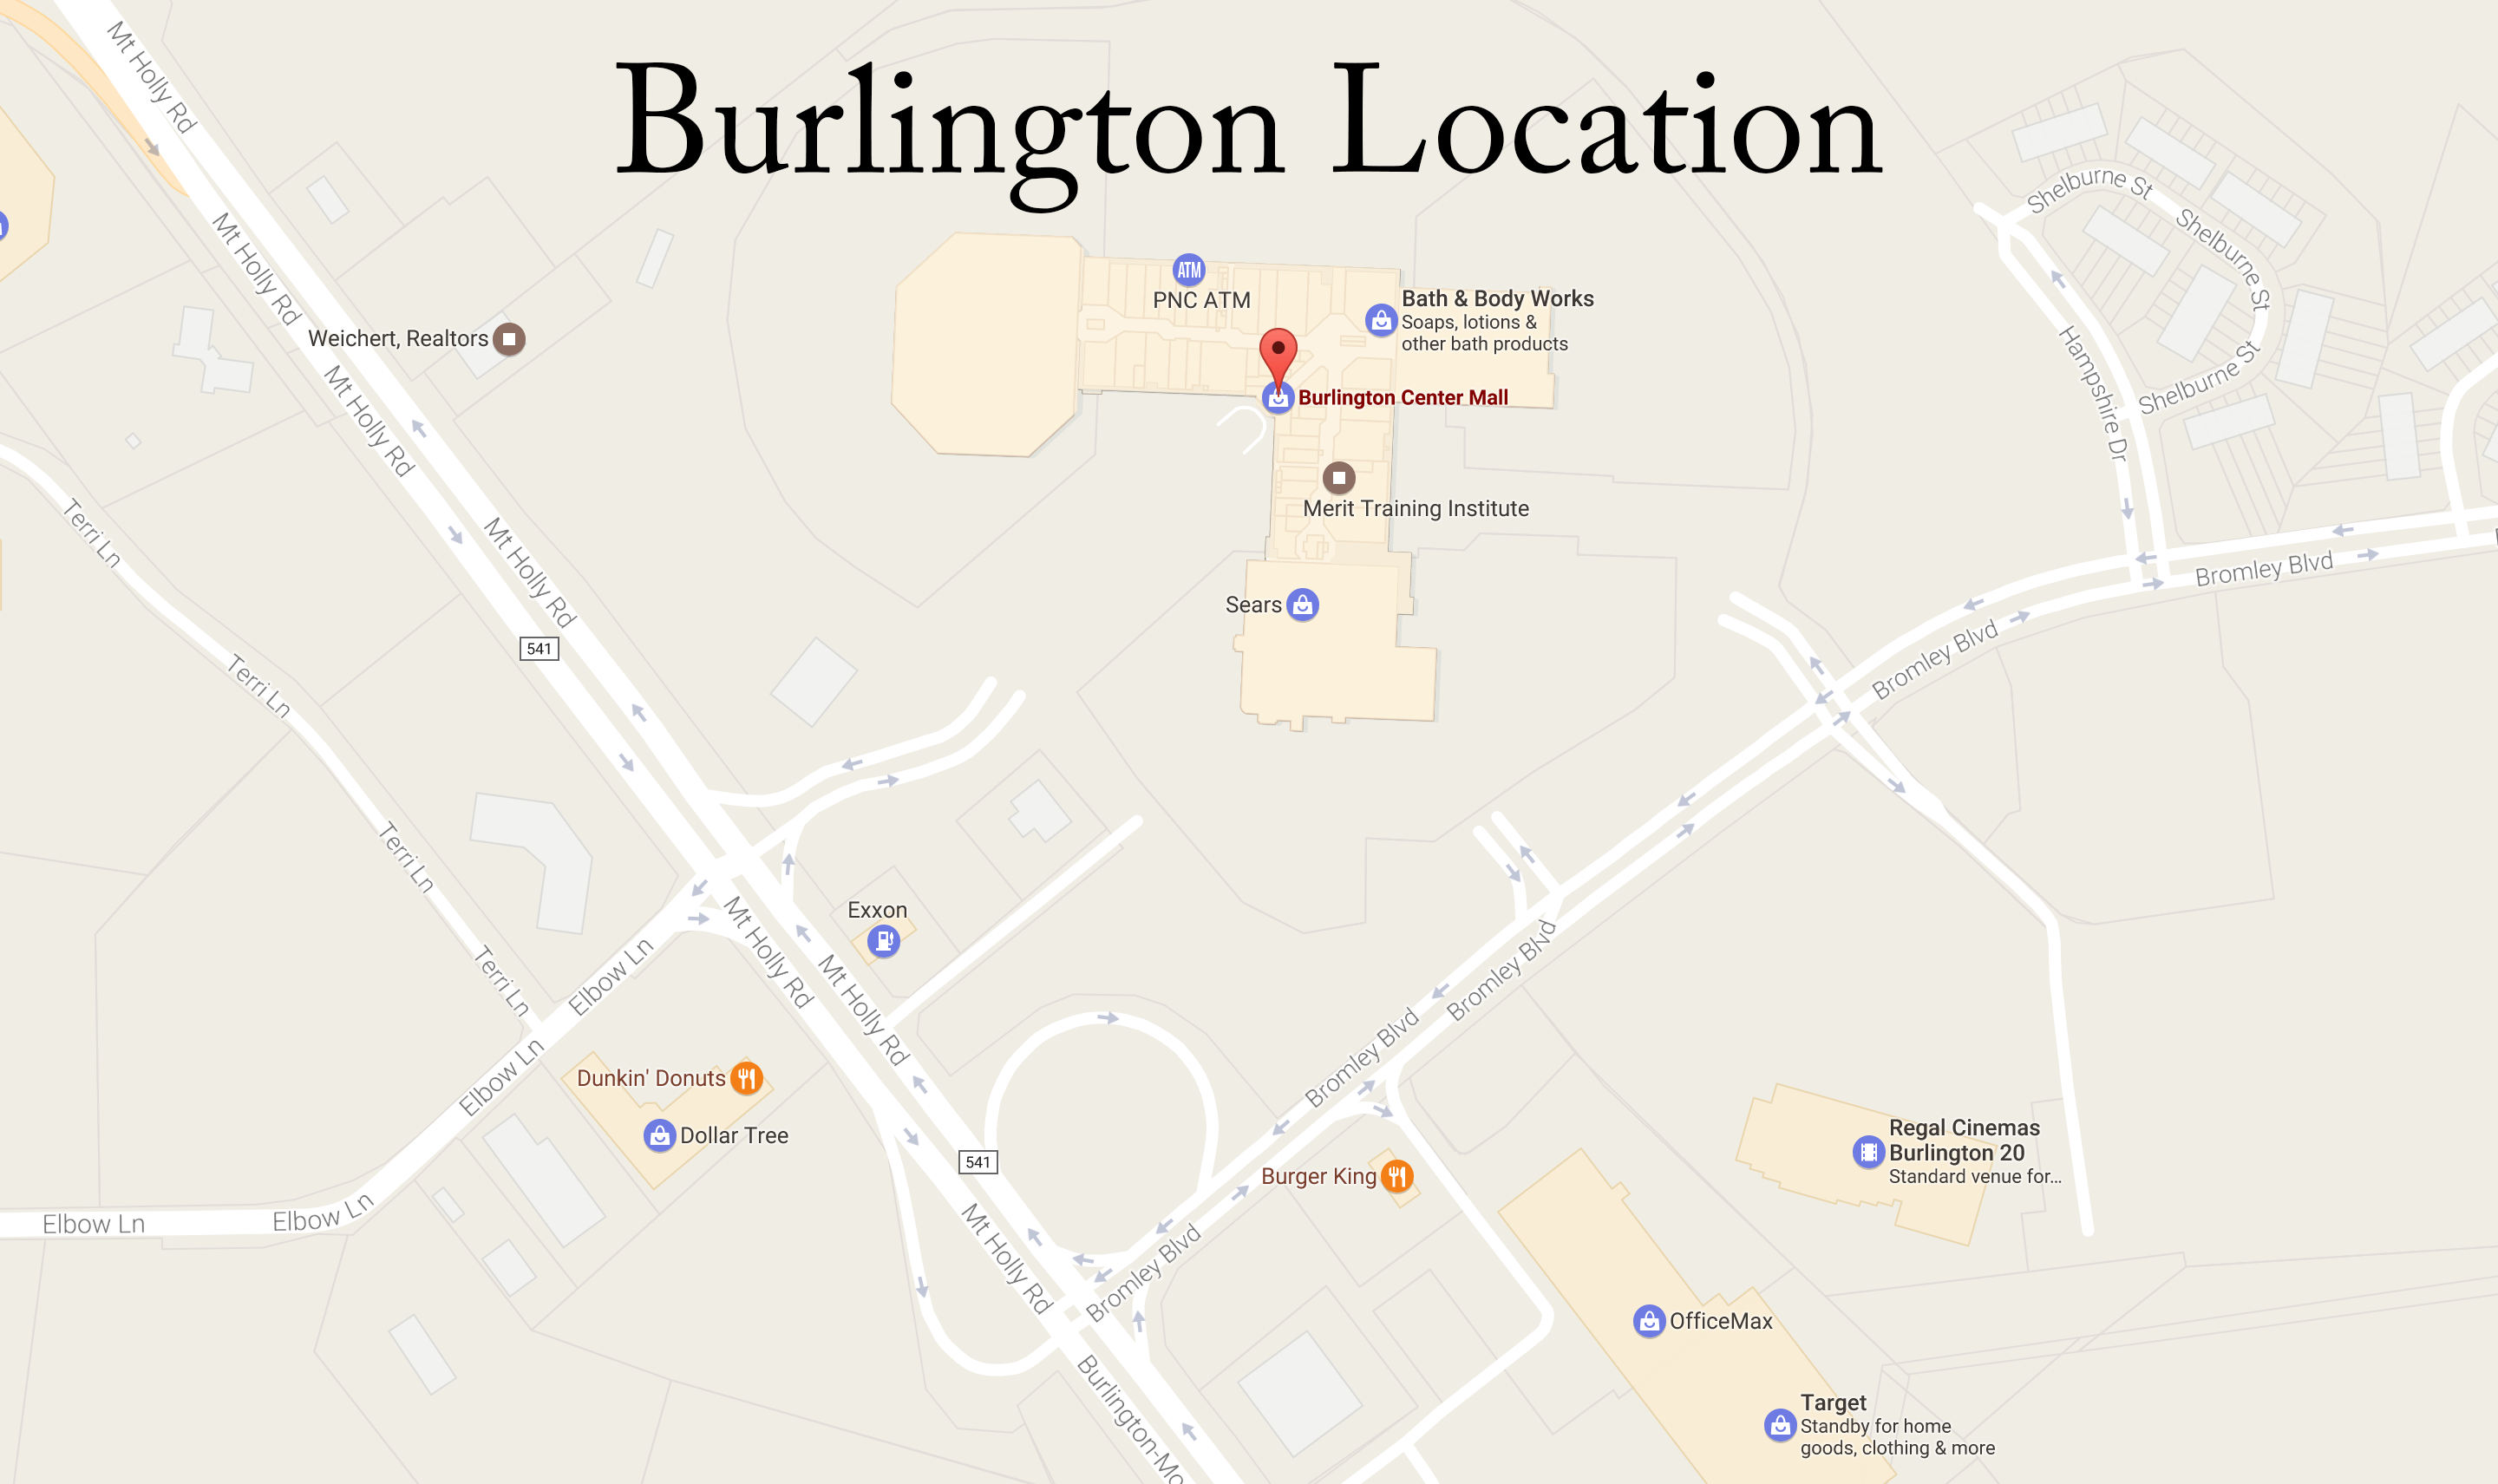 Burlington Location
Mt Holly Rd
Mt Holly Rd
Mt Holly Rd
Mt Holly Rd
Weichert, Realtors
ATM
PNC ATM
Bath & Body Works
Soaps, lotions &
other bath products
Burlington Center Mall
Merit Training Institute
Sears
Shelburne St
Shelburne St
Shelburne St
Hampshire Dr
Bromley Blvd
Bromley Blvd
Terri Ln
Terri Ln
Terri Ln
Terri Ln
541
Exxon
Mt Holly Rd
Mt Holly Rd
Elbow Ln
Elbow Ln
Elbow Ln
Elbow Ln
Dunkin' Donuts
Dollar Tree
Bromley Blvd
Bromley Blvd
Bromley Blvd
541
Mt Holly Rd
Burger King
Regal Cinemas
Burlington 20
Standard venue for...
OfficeMax
Target
Standby for home
goods, clothing & more
Burlington-Mo